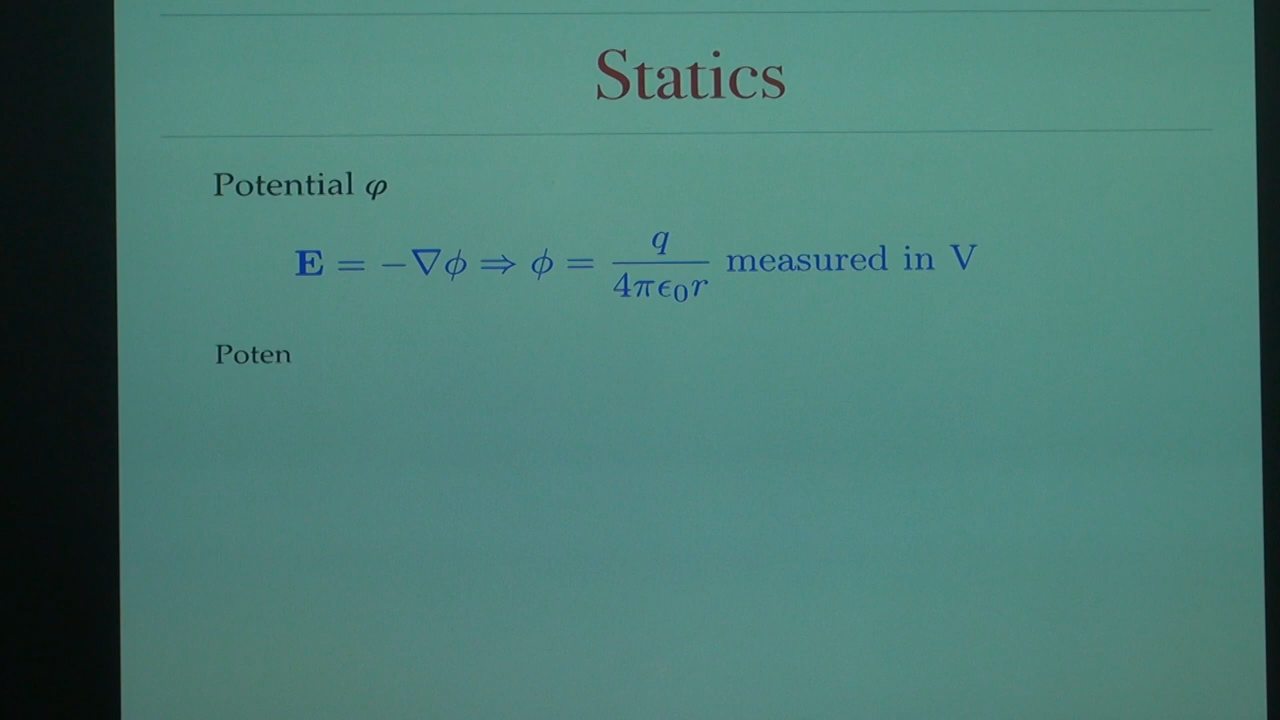 Statics
Potential φ
E = −∇ϕ ⇒ ϕ = q / 4πϵ₀r measured in V
Poten